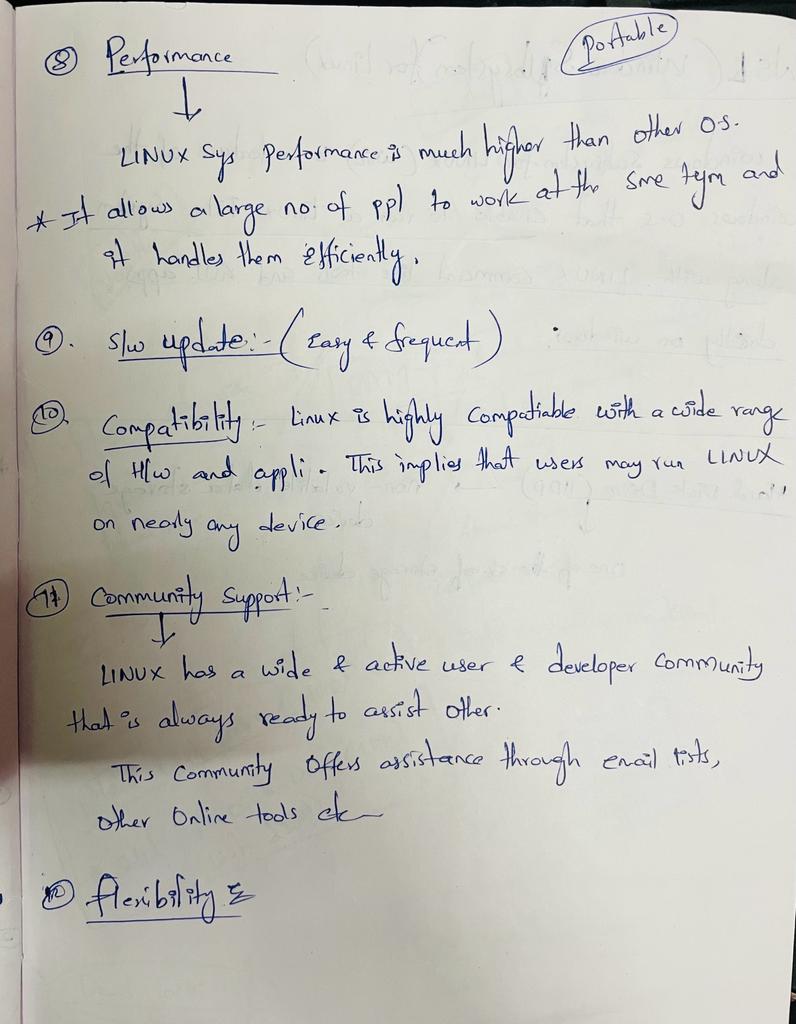 Portable
⑧ Performance
↓
LINUX Sys Performance is much higher than other O.S.
* It allows a large no. of ppl to work at the sme tym and
it handles them efficiently.
⑨. S/w update:- (Easy & frequent)
⑩. Compatibility:- Linux is highly Compatiable with a wide range
of H/w and appli. This implies that users may run LINUX
on nearly any device.
⑪ Community Support:-
↓
LINUX has a wide & active user & developer Community
that is always ready to assist other.
This Community Offers assistance through email lists,
other Online tools etc
⑫ flexibility